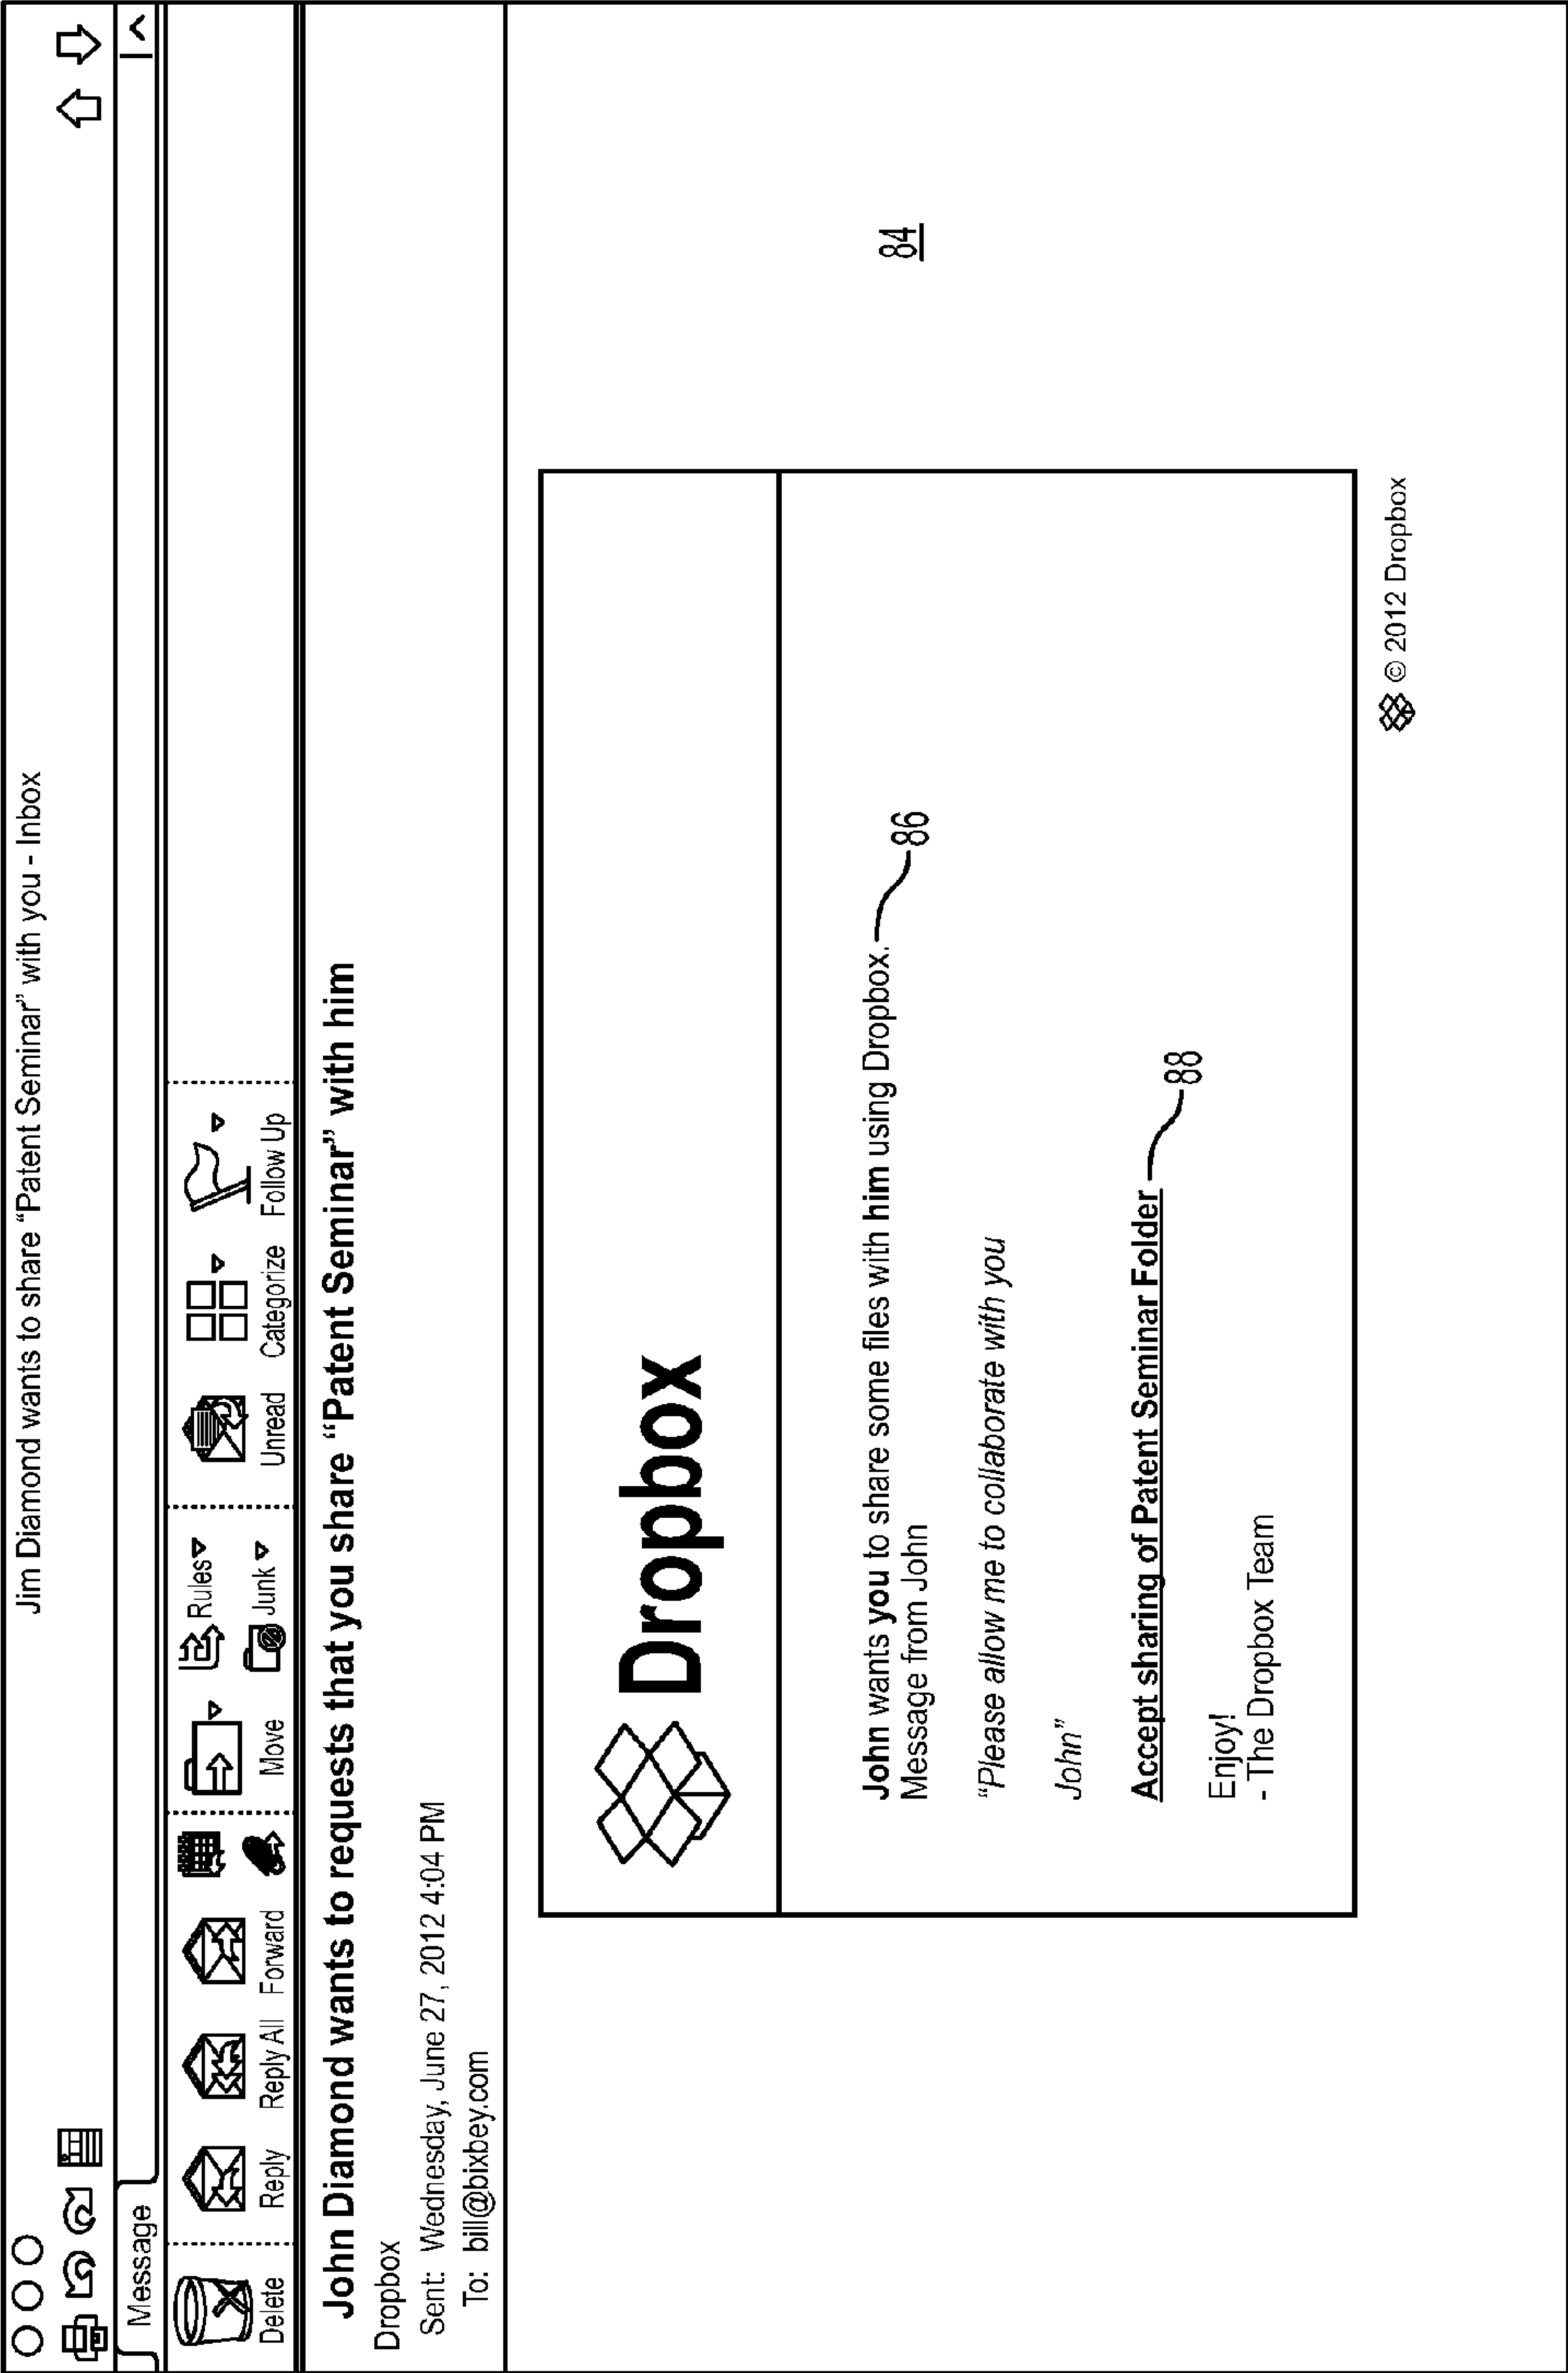 Jim Diamond wants to share “Patent Seminar” with you - Inbox
Message
Delete Reply Reply All Forward Move Rules Junk Unread Categorize Follow Up
John Diamond wants to requests that you share “Patent Seminar” with him
Dropbox
Sent: Wednesday, June 27, 2012 4:04 PM
To: bill@bixbey.com
Dropbox
84
John wants you to share some files with him using Dropbox. 86
Message from John
“Please allow me to collaborate with you
John”
Accept sharing of Patent Seminar Folder 88
Enjoy!
- The Dropbox Team
© 2012 Dropbox